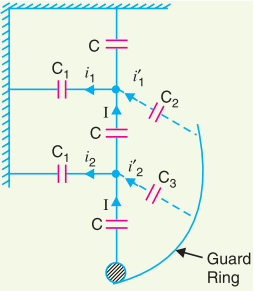 C
C₁ i₁ i′₁
C₂
I
C₁ C
i₂ i′₂
C₃
I
C
Guard
Ring